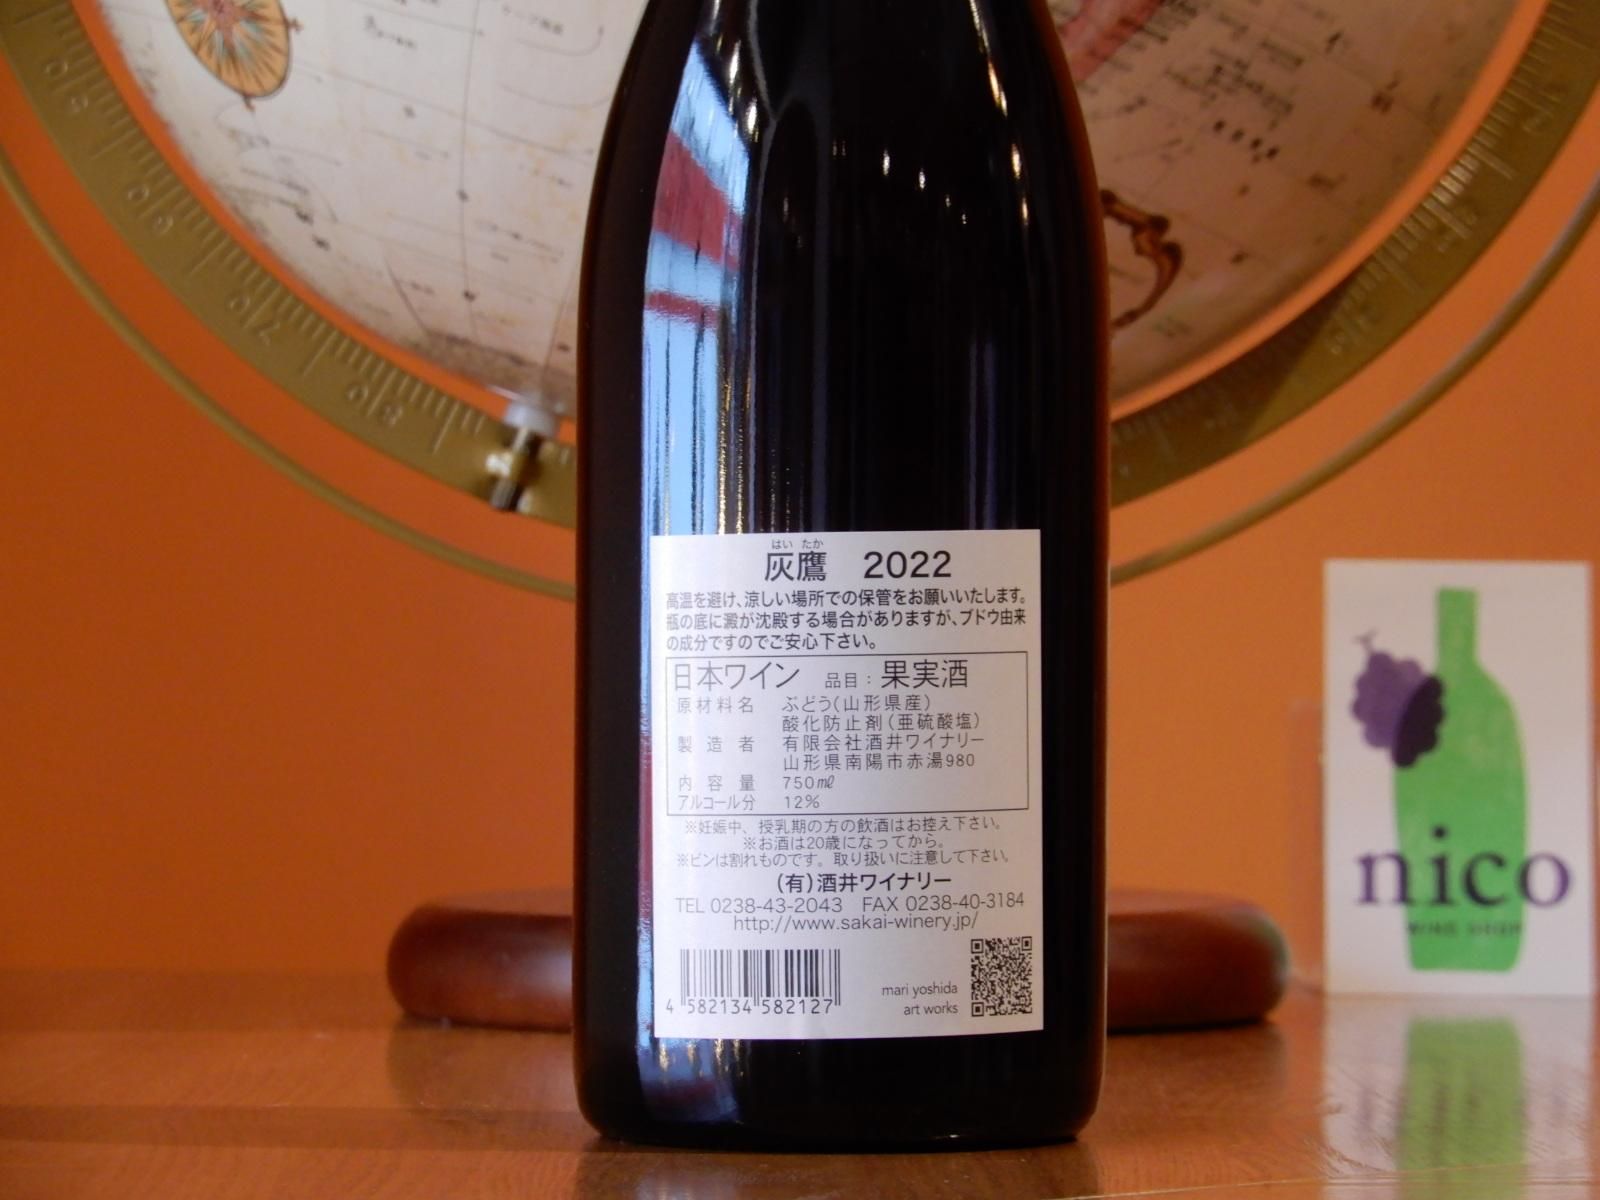 はい たか
灰鷹 2022
高温を避け、涼しい場所での保管をお願いいたします。
瓶の底に澱が沈殿する場合がありますが、ブドウ由来
の成分ですのでご安心下さい。
日本ワイン 品目：果実酒
原材料名 ぶどう(山形県産)
酸化防止剤(亜硫酸塩)
製造者 有限会社酒井ワイナリー
山形県南陽市赤湯980
内容量 750㎖
アルコール分 12%
※妊娠中、授乳期の方の飲酒はお控え下さい。
※お酒は20歳になってから。
※ビンは割れものです。取り扱いに注意して下さい。
(有)酒井ワイナリー
TEL 0238-43-2043 FAX 0238-40-3184
http://www.sakai-winery.jp/
mari yoshida
art works
4 582134 582127
nico
WINE SHOP